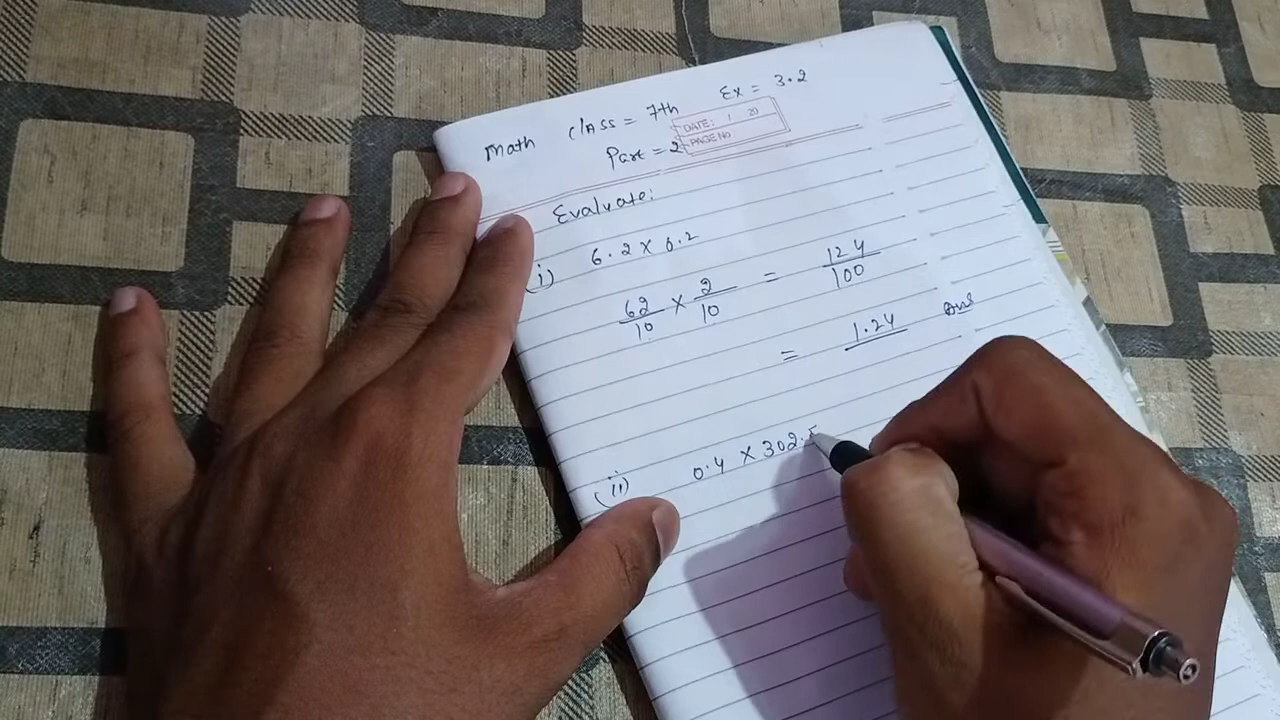 Math Class = 7th Ex = 3.2
Part = 2
DATE: / 20
PAGE No
Evaluate:
(i) 6.2 × 0.2
62/10 × 2/10 = 124/100
= 1.24 Ans
(ii) 0.4 × 302.5